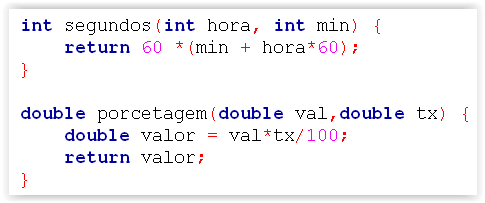 int segundos(int hora, int min) {
    return 60 *(min + hora*60);
}

double porcetagem(double val,double tx) {
    double valor = val*tx/100;
    return valor;
}